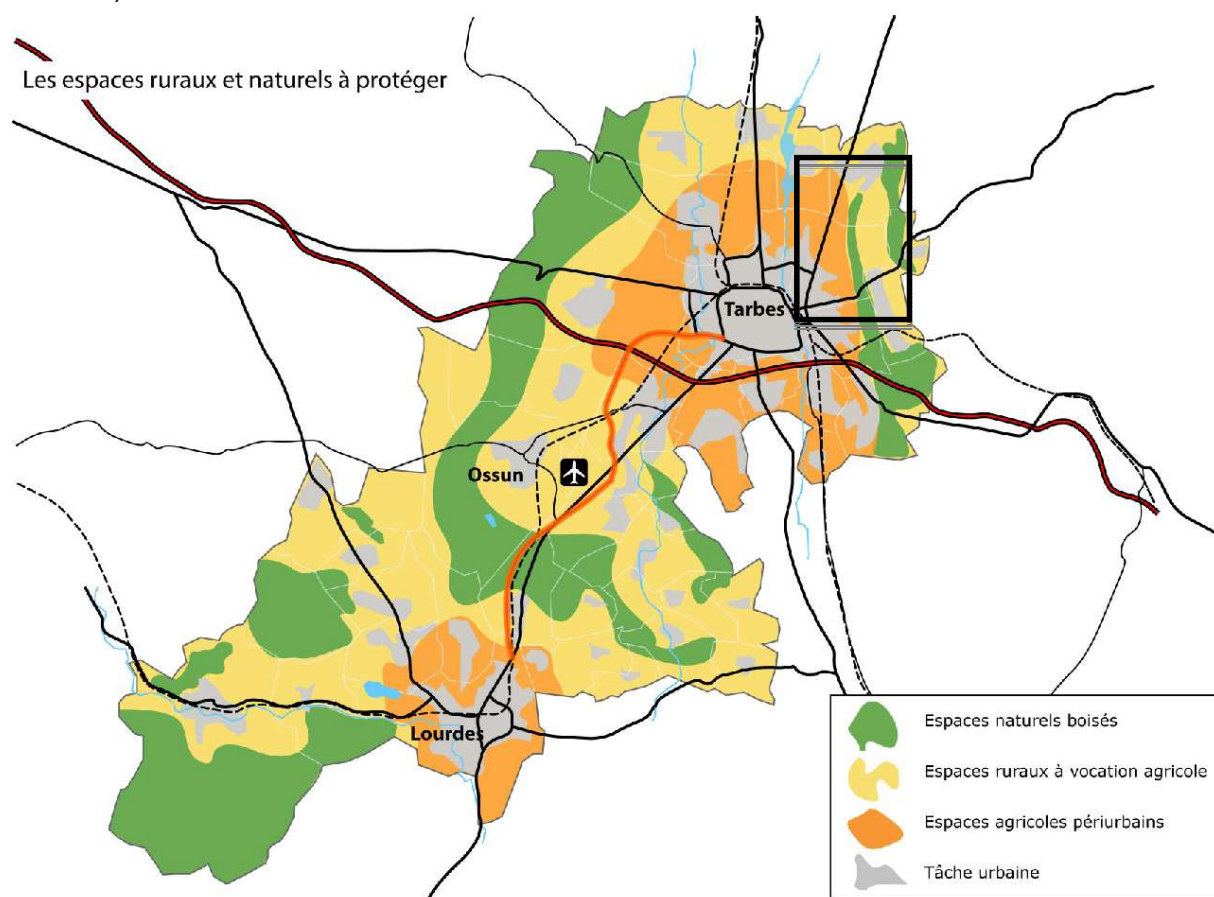 Les espaces ruraux et naturels à protéger
Tarbes
Ossun
Lourdes
Espaces naturels boisés
Espaces ruraux à vocation agricole
Espaces agricoles périurbains
Tâche urbaine